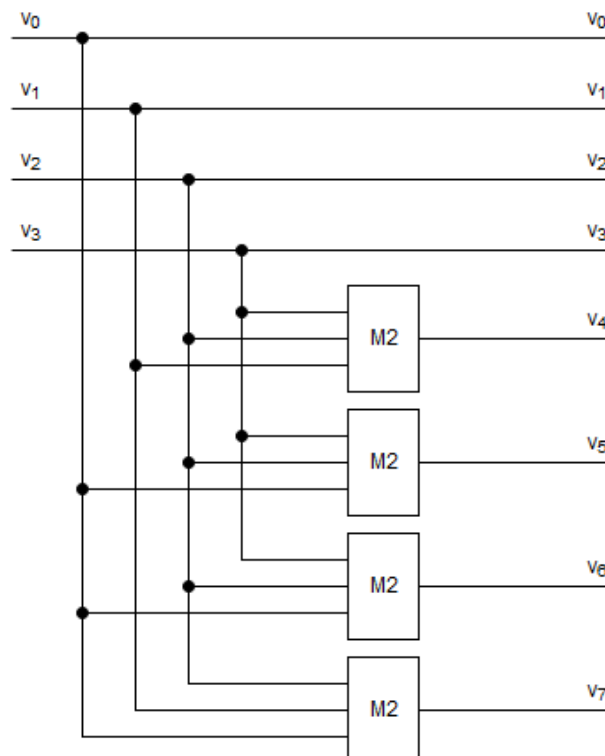 v₀ v₀
v₁ v₁
v₂ v₂
v₃ v₃
M2 v₄
M2 v₅
M2 v₆
M2 v₇